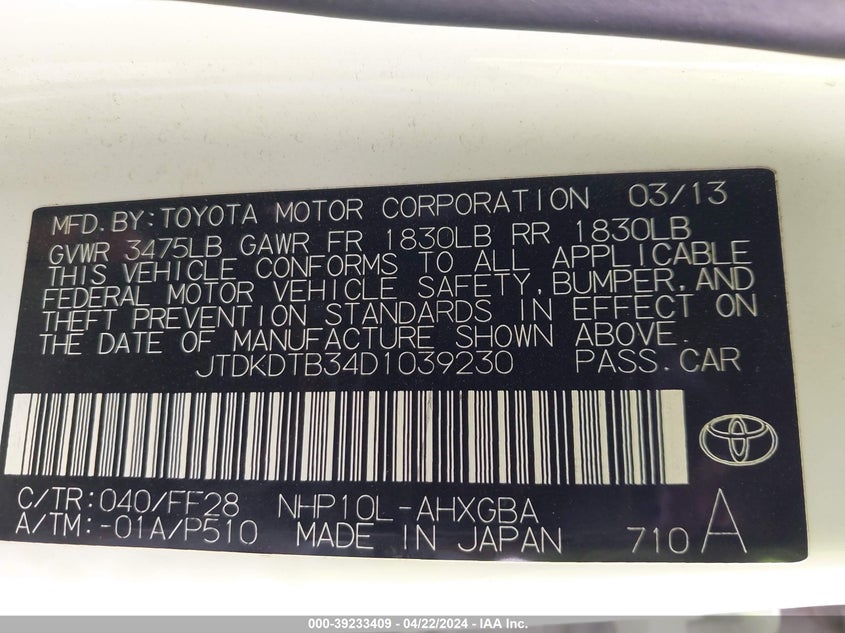 MFD. BY: TOYOTA MOTOR CORPORATION 03/13
GVWR 3475LB GAWR FR 1830LB RR 1830LB
THIS VEHICLE CONFORMS TO ALL APPLICABLE
FEDERAL MOTOR VEHICLE SAFETY, BUMPER, AND
THEFT PREVENTION STANDARDS IN EFFECT ON
THE DATE OF MANUFACTURE SHOWN ABOVE.
JTDKDTB34D1039230 PASS. CAR
C/TR: 040/FF28 NHP10L-AHXGBA
A/TM: -01A/P510 MADE IN JAPAN 710 A
000-39233409 - 04/22/2024 - IAA Inc.